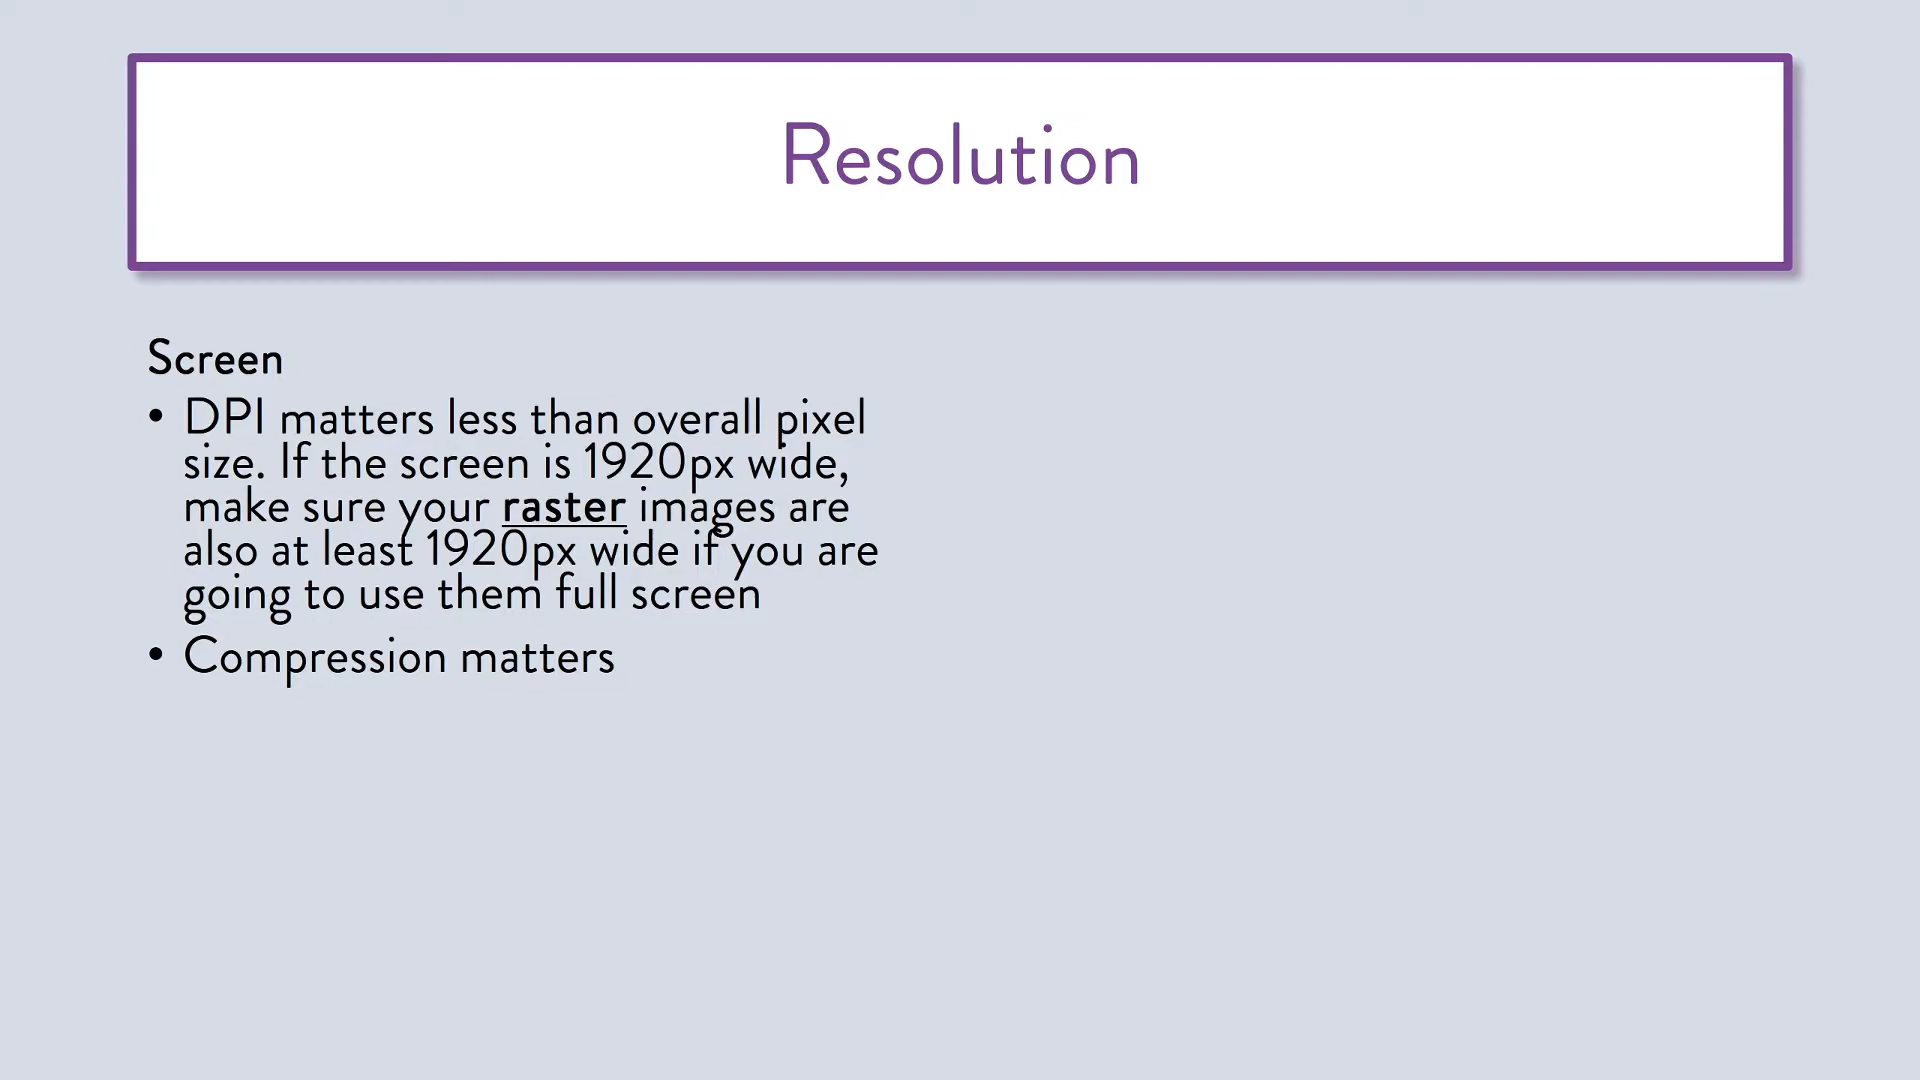 Resolution
Screen
• DPI matters less than overall pixel
size. If the screen is 1920px wide,
make sure your raster images are
also at least 1920px wide if you are
going to use them full screen
• Compression matters